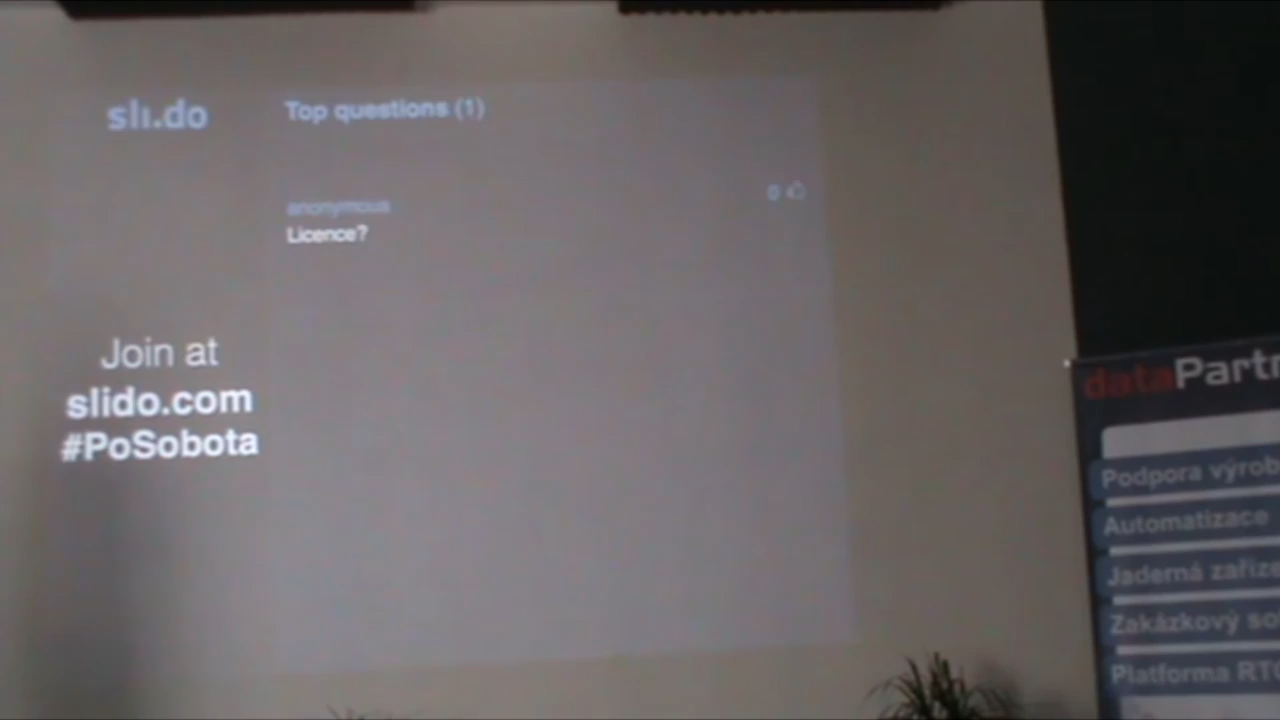 sli.do
Top questions (1)
anonymous
0
Licence?
Join at
slido.com
#PoSobota
dataPartn
Podpora výrob
Automatizace
Jaderná zaříze
Zakázkový so
Platforma RT